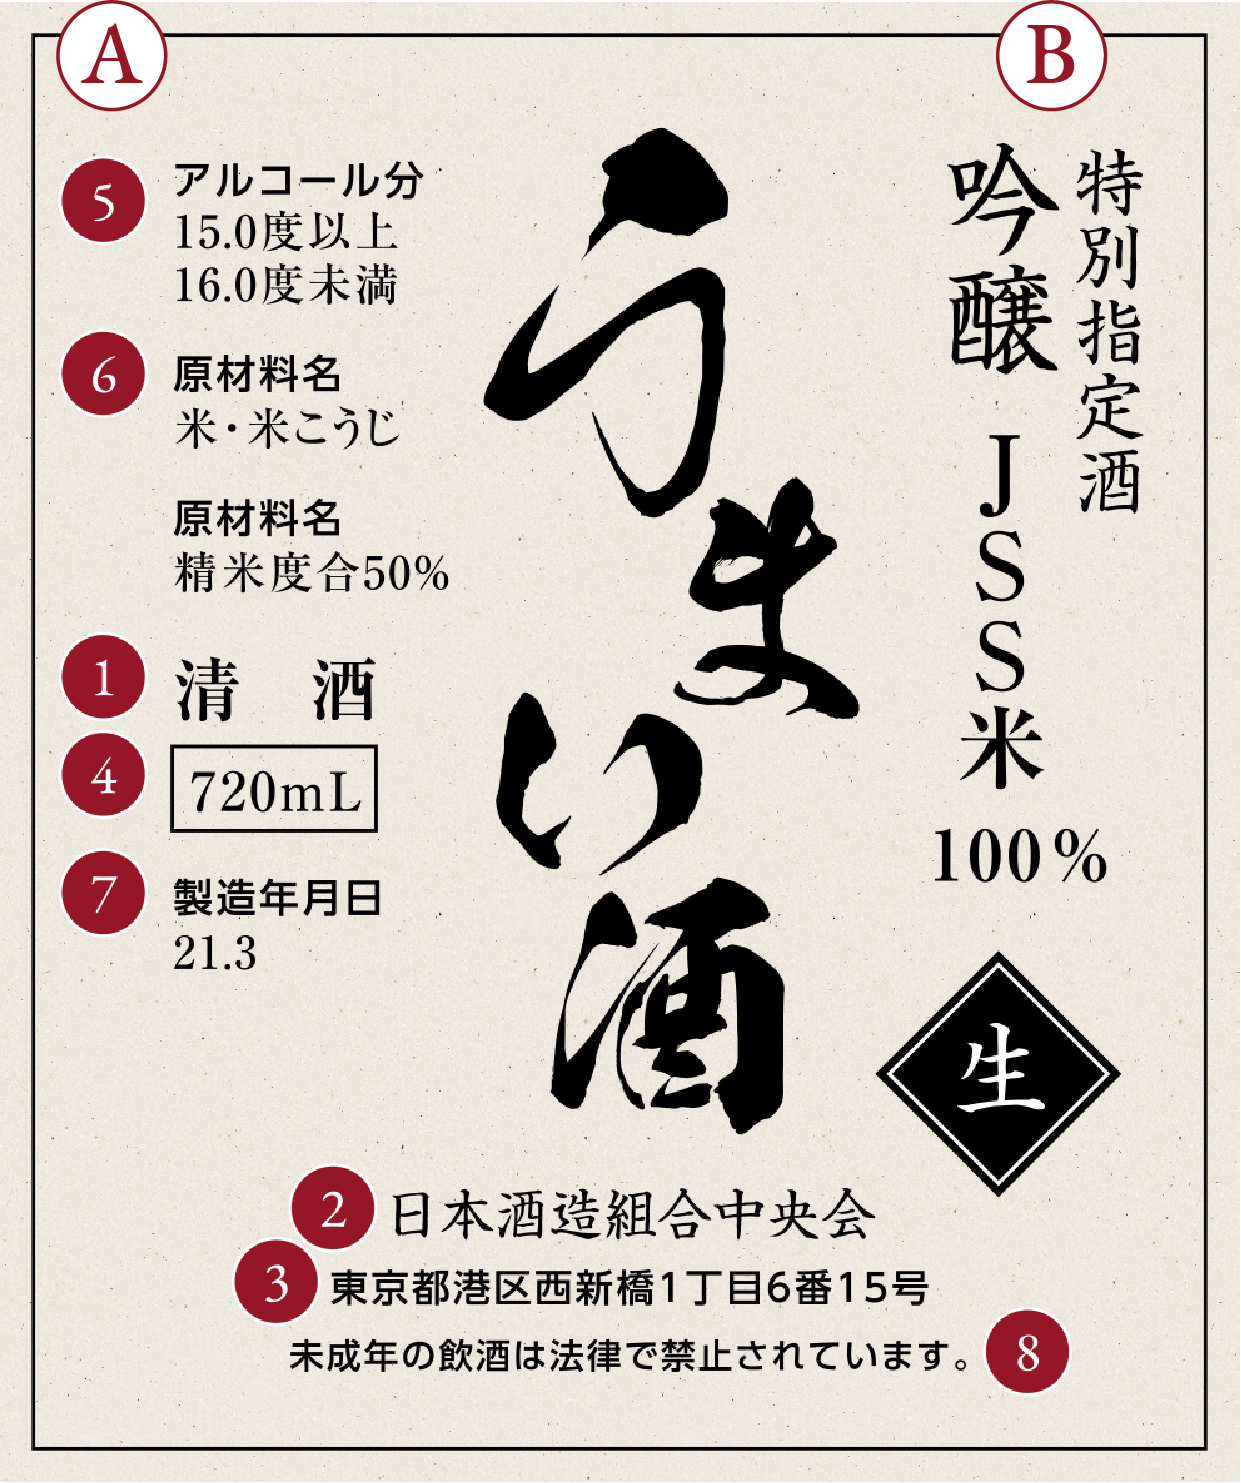 A
B
特別指定酒
吟醸 JSS米
100%
生
うまい酒
5
アルコール分
15.0度以上
16.0度未満
6
原材料名
米・米こうじ
原材料名
精米度合50%
1
清 酒
4
720mL
7
製造年月日
21.3
2
日本酒造組合中央会
3
東京都港区西新橋1丁目6番15号
未成年の飲酒は法律で禁止されています。
8